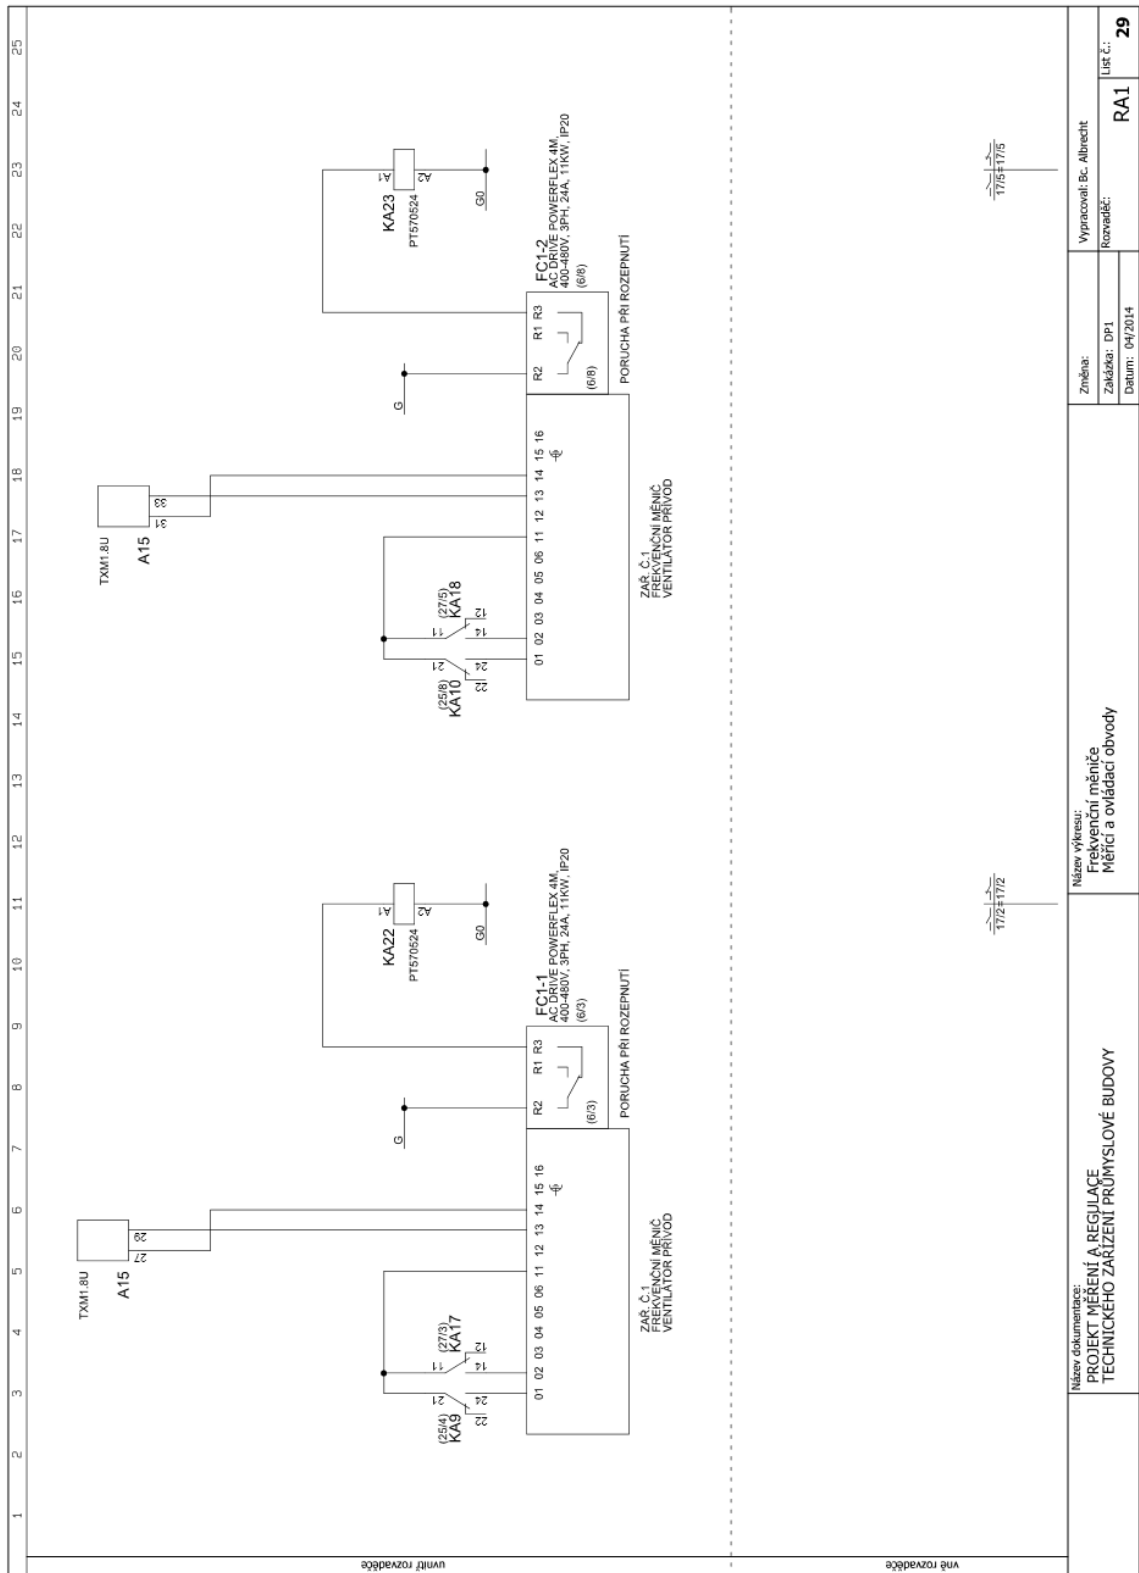 1 2 3 4 5 6 7 8 9 10 11 12 13 14 15 16 17 18 19 20 21 22 23 24 25
uvnitř rozvaděče
TXM1.8U
A15
27 29
(25/4)
KA9
21
22 24
(27/3)
KA17
11
14 12
01 02 03 04 05 06 11 12 13 14 15 16
ZAŘ. Č.1
FREKVENČNÍ MĚNIČ
VENTILÁTOR PŘÍVOD
G
R2 R1 R3
(6/3)
PORUCHA PŘI ROZEPNUTÍ
FC1-1
AC DRIVE POWERFLEX 4M,
400-480V, 3PH, 24A, 11KW, IP20
(6/3)
KA22
PT570524
A1
A2
G0
TXM1.8U
A15
31 33
(25/8)
KA10
21
22 24
(27/5)
KA18
11
14 12
01 02 03 04 05 06 11 12 13 14 15 16
ZAŘ. Č.1
FREKVENČNÍ MĚNIČ
VENTILÁTOR PŘÍVOD
G
R2 R1 R3
(6/8)
PORUCHA PŘI ROZEPNUTÍ
FC1-2
AC DRIVE POWERFLEX 4M,
400-480V, 3PH, 24A, 11KW, IP20
(6/8)
KA23
PT570524
A1
A2
G0
vně rozvaděče
17/2 17/2
17/5 17/5
Název dokumentace:
PROJEKT MĚŘENÍ A REGULACE
TECHNICKÉHO ZAŘÍZENÍ PRŮMYSLOVÉ BUDOVY
Název výkresu:
Frekvenční měniče
Měřící a ovládací obvody
Změna:
Zakázka: DP1
Datum: 04/2014
Vypracoval: Bc. Albrecht
Rozvaděč:
RA1
List č.:
29